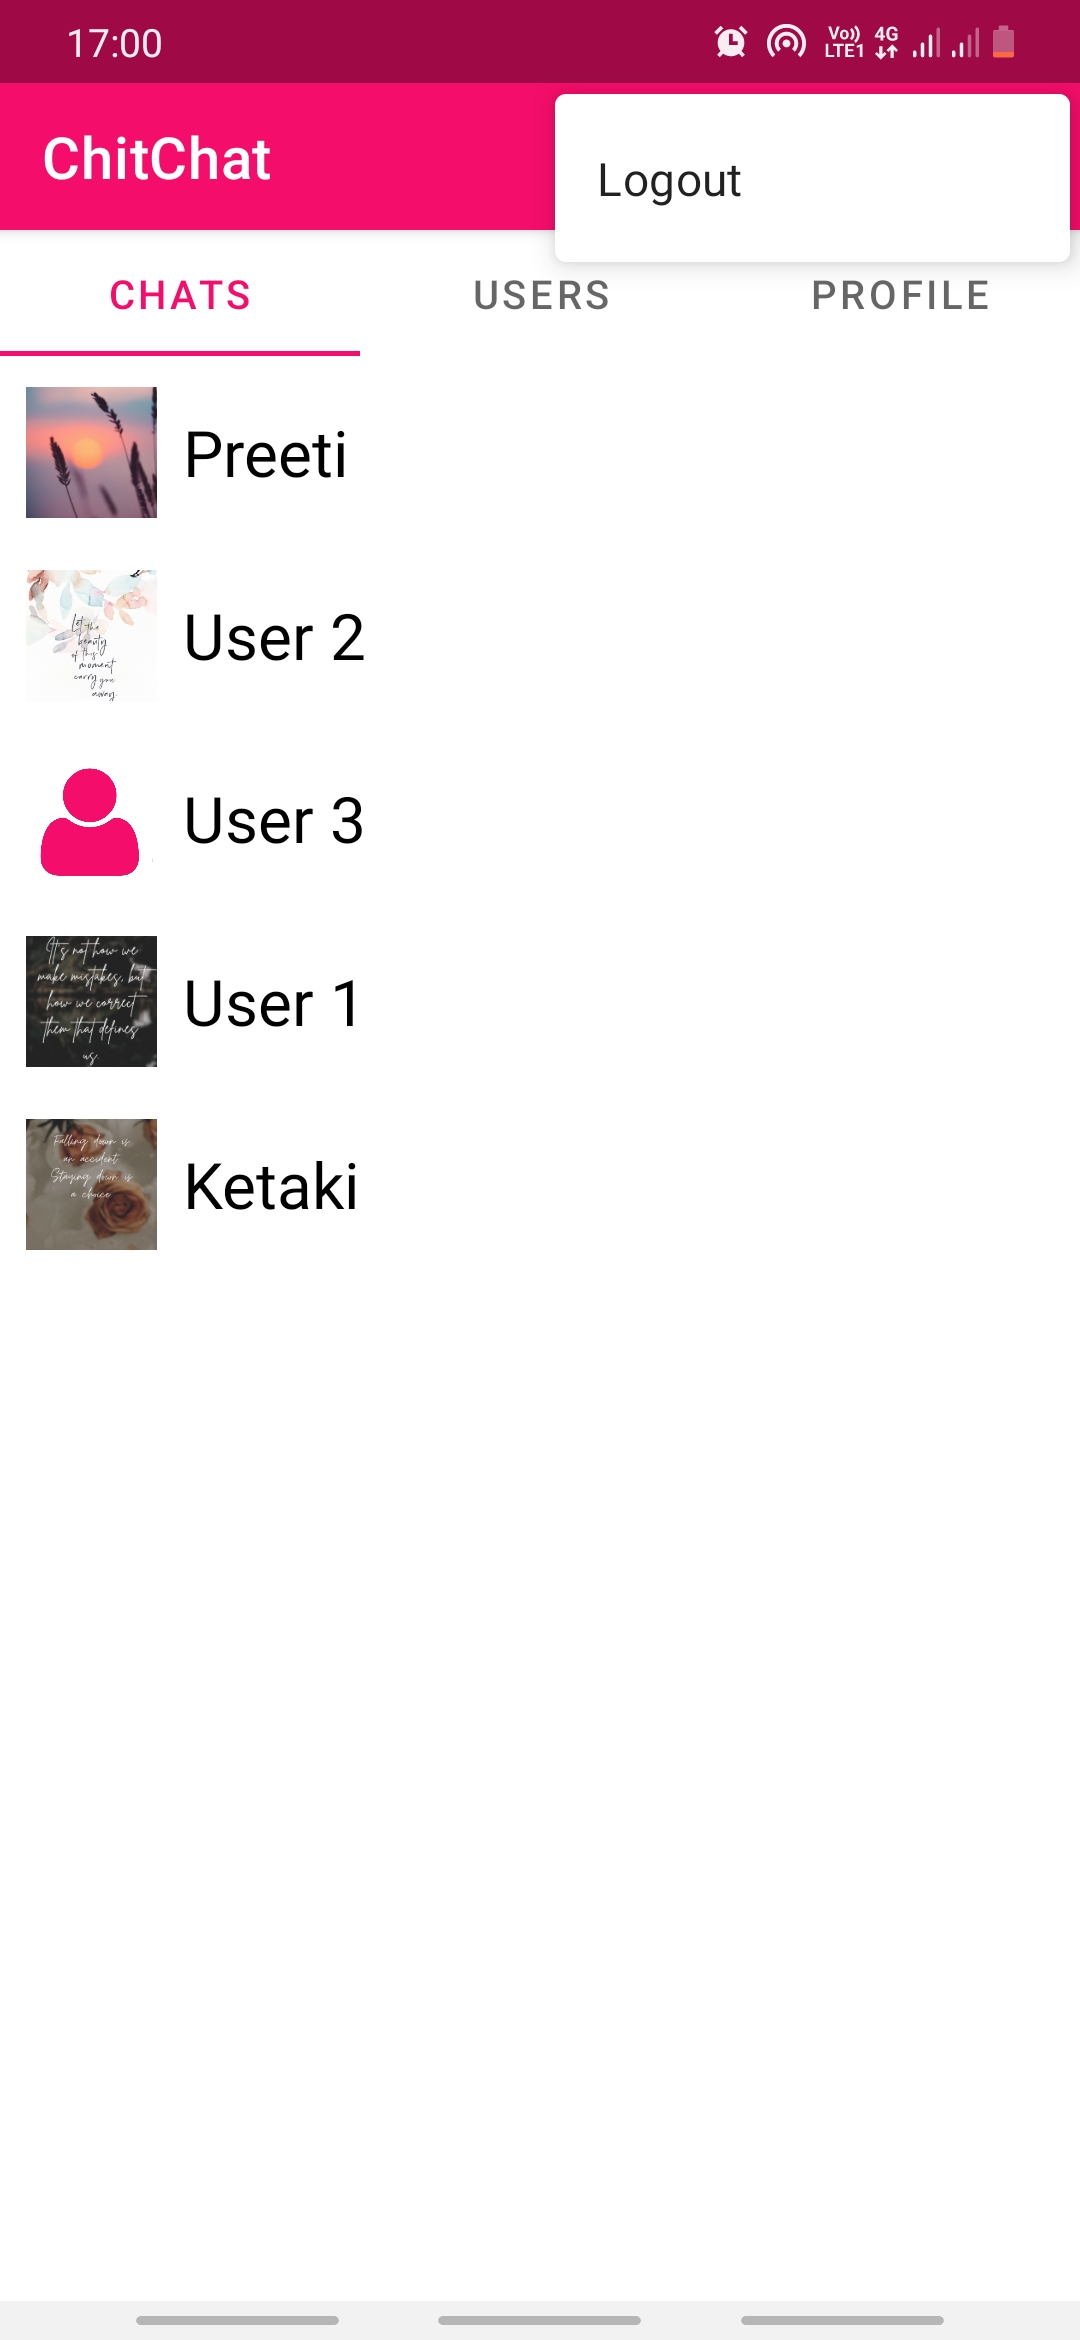 17:00
Vo)) 4G
LTE1
ChitChat
Logout
CHATS USERS PROFILE
Preeti
Let the
beauty
of this
moment
carry you
away.
User 2
User 3
It's not how we
make mistakes, but
how we correct
them that defines
us.
User 1
Falling down is
an accident
Staying down is
a choice
Ketaki